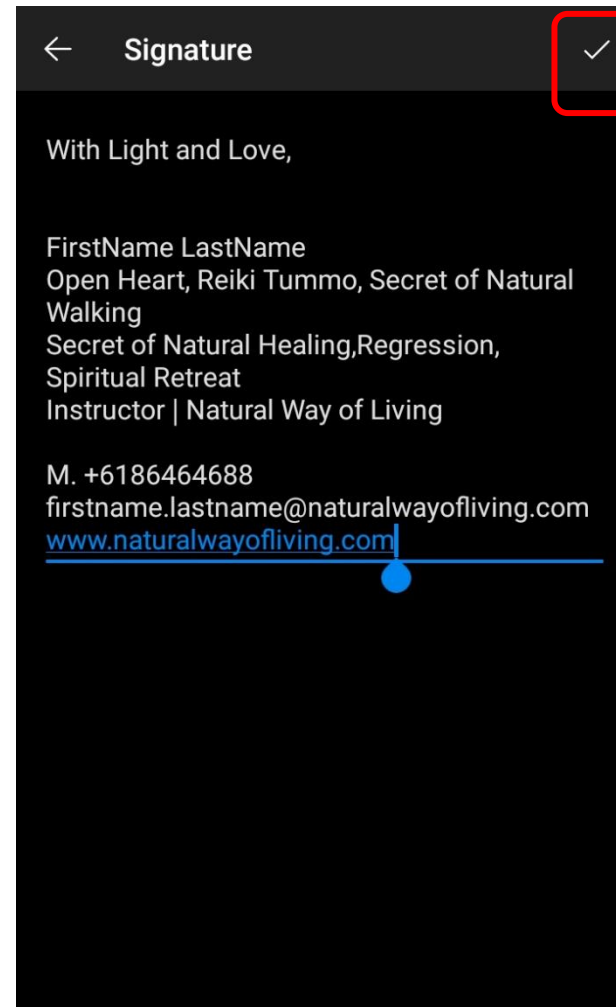 Signature
With Light and Love,
FirstName LastName
Open Heart, Reiki Tummo, Secret of Natural
Walking
Secret of Natural Healing,Regression,
Spiritual Retreat
Instructor | Natural Way of Living
M. +6186464688
firstname.lastname@naturalwayofliving.com
www.naturalwayofliving.com